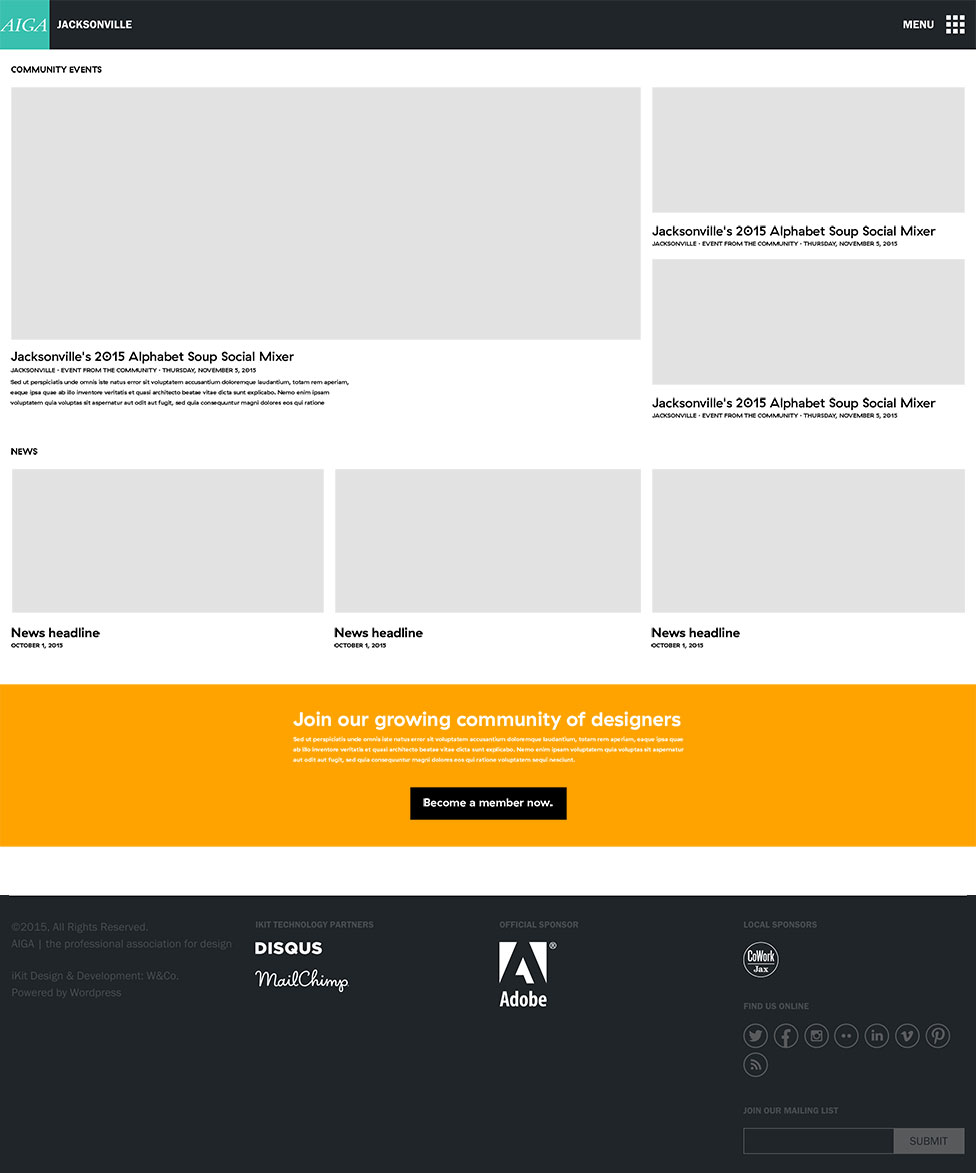 AIGA JACKSONVILLE MENU
COMMUNITY EVENTS
Jacksonville's 2015 Alphabet Soup Social Mixer
JACKSONVILLE · EVENT FROM THE COMMUNITY · THURSDAY, NOVEMBER 5, 2015
Sed ut perspiciatis unde omnis iste natus error sit voluptatem accusantium doloremque laudantium, totam rem aperiam,
eaque ipsa quae ab illo inventore veritatis et quasi architecto beatae vitae dicta sunt explicabo. Nemo enim ipsam
voluptatem quia voluptas sit aspernatur aut odit aut fugit, sed quia consequuntur magni dolores eos qui ratione
Jacksonville's 2015 Alphabet Soup Social Mixer
JACKSONVILLE · EVENT FROM THE COMMUNITY · THURSDAY, NOVEMBER 5, 2015
Jacksonville's 2015 Alphabet Soup Social Mixer
JACKSONVILLE · EVENT FROM THE COMMUNITY · THURSDAY, NOVEMBER 5, 2015
NEWS
News headline
OCTOBER 1, 2015
News headline
OCTOBER 1, 2015
News headline
OCTOBER 1, 2015
Join our growing community of designers
Sed ut perspiciatis unde omnis iste natus error sit voluptatem accusantium doloremque laudantium, totam rem aperiam, eaque ipsa quae
ab illo inventore veritatis et quasi architecto beatae vitae dicta sunt explicabo. Nemo enim ipsam voluptatem quia voluptas sit aspernatur
aut odit aut fugit, sed quia consequuntur magni dolores eos qui ratione voluptatem sequi nesciunt.
Become a member now.
©2015, All Rights Reserved.
AIGA | the professional association for design
iKit Design & Development: W&Co.
Powered by Wordpress
IKIT TECHNOLOGY PARTNERS
DISQUS
MailChimp
OFFICIAL SPONSOR
®
Adobe
LOCAL SPONSORS
CoWork
Jax
FIND US ONLINE
JOIN OUR MAILING LIST
SUBMIT